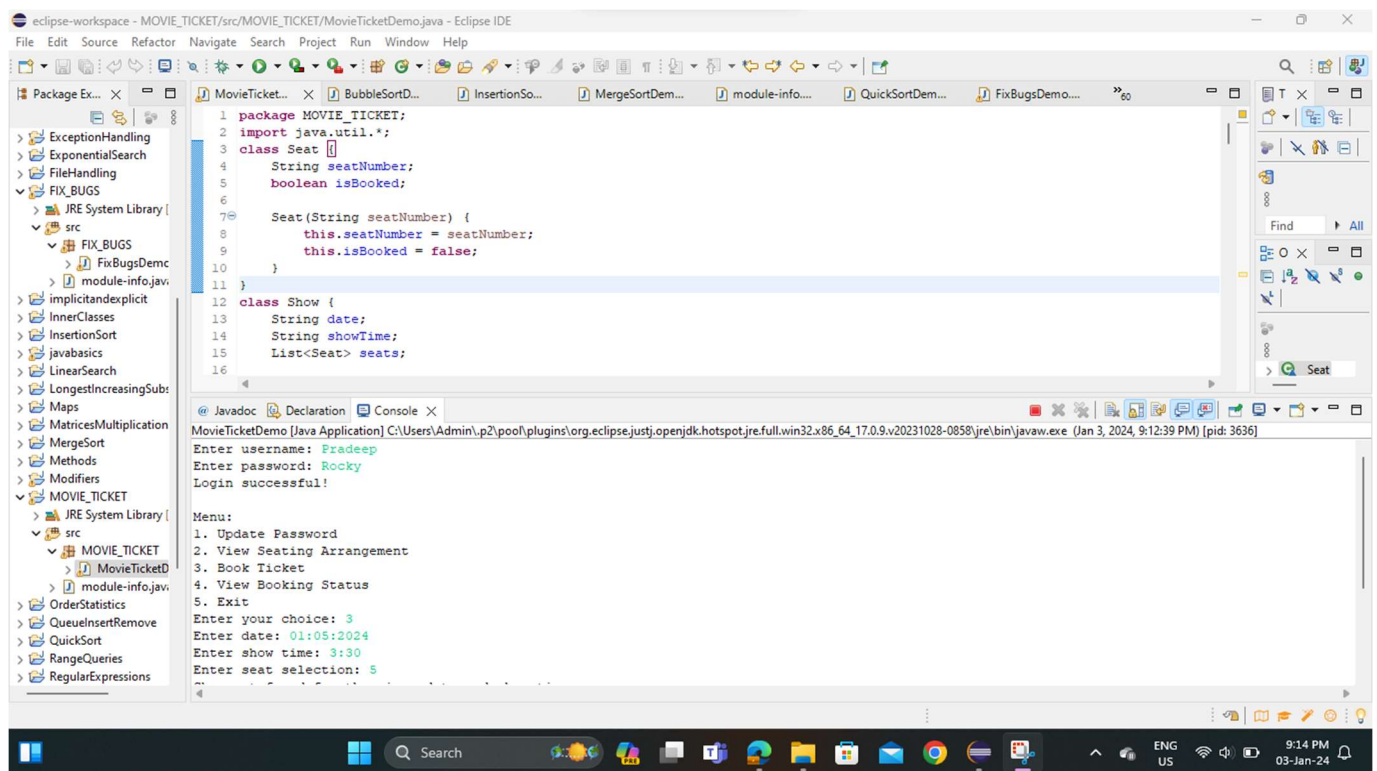 eclipse-workspace - MOVIE_TICKET/src/MOVIE_TICKET/MovieTicketDemo.java - Eclipse IDE
File Edit Source Refactor Navigate Search Project Run Window Help
Package Ex...
ExceptionHandling
ExponentialSearch
FileHandling
FIX_BUGS
JRE System Library [
src
FIX_BUGS
FixBugsDemo
module-info.java
implicitandexplicit
InnerClasses
InsertionSort
javabasics
LinearSearch
LongestIncreasingSubs
Maps
MatricesMultiplication
MergeSort
Methods
Modifiers
MOVIE_TICKET
JRE System Library [
src
MOVIE_TICKET
MovieTicketD
module-info.java
OrderStatistics
QueueInsertRemove
QuickSort
RangeQueries
RegularExpressions
MovieTicket... BubbleSortD... InsertionSo... MergeSortDem... module-info.... QuickSortDem... FixBugsDemo.... »60
1 package MOVIE_TICKET;
2 import java.util.*;
3 class Seat {
4 String seatNumber;
5 boolean isBooked;
6
7 Seat(String seatNumber) {
8 this.seatNumber = seatNumber;
9 this.isBooked = false;
10 }
11 }
12 class Show {
13 String date;
14 String showTime;
15 List<Seat> seats;
16
T
Find All
O
Seat
@ Javadoc Declaration Console
MovieTicketDemo [Java Application] C:\Users\Admin\.p2\pool\plugins\org.eclipse.justj.openjdk.hotspot.jre.full.win32.x86_64_17.0.9.v20231028-0858\jre\bin\javaw.exe (Jan 3, 2024, 9:12:39 PM) [pid: 3636]
Enter username: Pradeep
Enter password: Rocky
Login successful!
Menu:
1. Update Password
2. View Seating Arrangement
3. Book Ticket
4. View Booking Status
5. Exit
Enter your choice: 3
Enter date: 01:05:2024
Enter show time: 3:30
Enter seat selection: 5
Search
PRE
ENG
US
9:14 PM
03-Jan-24